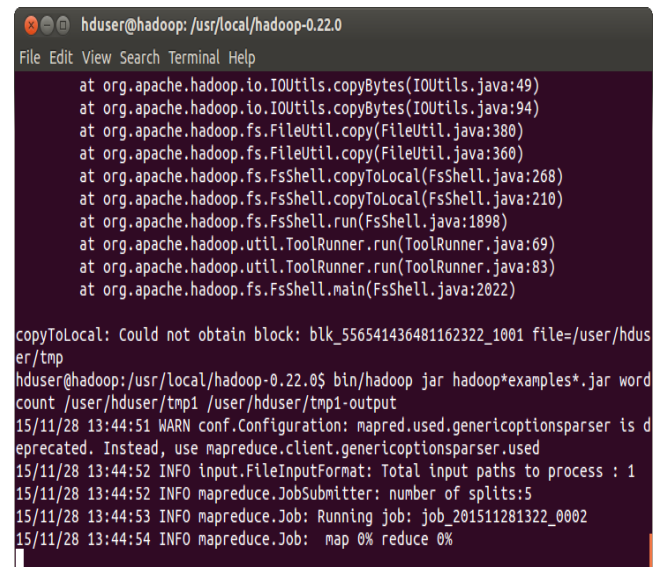 hduser@hadoop: /usr/local/hadoop-0.22.0
File Edit View Search Terminal Help
at org.apache.hadoop.io.IOUtils.copyBytes(IOUtils.java:49)
at org.apache.hadoop.io.IOUtils.copyBytes(IOUtils.java:94)
at org.apache.hadoop.fs.FileUtil.copy(FileUtil.java:380)
at org.apache.hadoop.fs.FileUtil.copy(FileUtil.java:360)
at org.apache.hadoop.fs.FsShell.copyToLocal(FsShell.java:268)
at org.apache.hadoop.fs.FsShell.copyToLocal(FsShell.java:210)
at org.apache.hadoop.fs.FsShell.run(FsShell.java:1898)
at org.apache.hadoop.util.ToolRunner.run(ToolRunner.java:69)
at org.apache.hadoop.util.ToolRunner.run(ToolRunner.java:83)
at org.apache.hadoop.fs.FsShell.main(FsShell.java:2022)
copyToLocal: Could not obtain block: blk_556541436481162322_1001 file=/user/hdus
er/tmp
hduser@hadoop:/usr/local/hadoop-0.22.0$ bin/hadoop jar hadoop*examples*.jar word
count /user/hduser/tmp1 /user/hduser/tmp1-output
15/11/28 13:44:51 WARN conf.Configuration: mapred.used.genericoptionsparser is d
eprecated. Instead, use mapreduce.client.genericoptionsparser.used
15/11/28 13:44:52 INFO input.FileInputFormat: Total input paths to process : 1
15/11/28 13:44:52 INFO mapreduce.JobSubmitter: number of splits:5
15/11/28 13:44:53 INFO mapreduce.Job: Running job: job_201511281322_0002
15/11/28 13:44:54 INFO mapreduce.Job:  map 0% reduce 0%